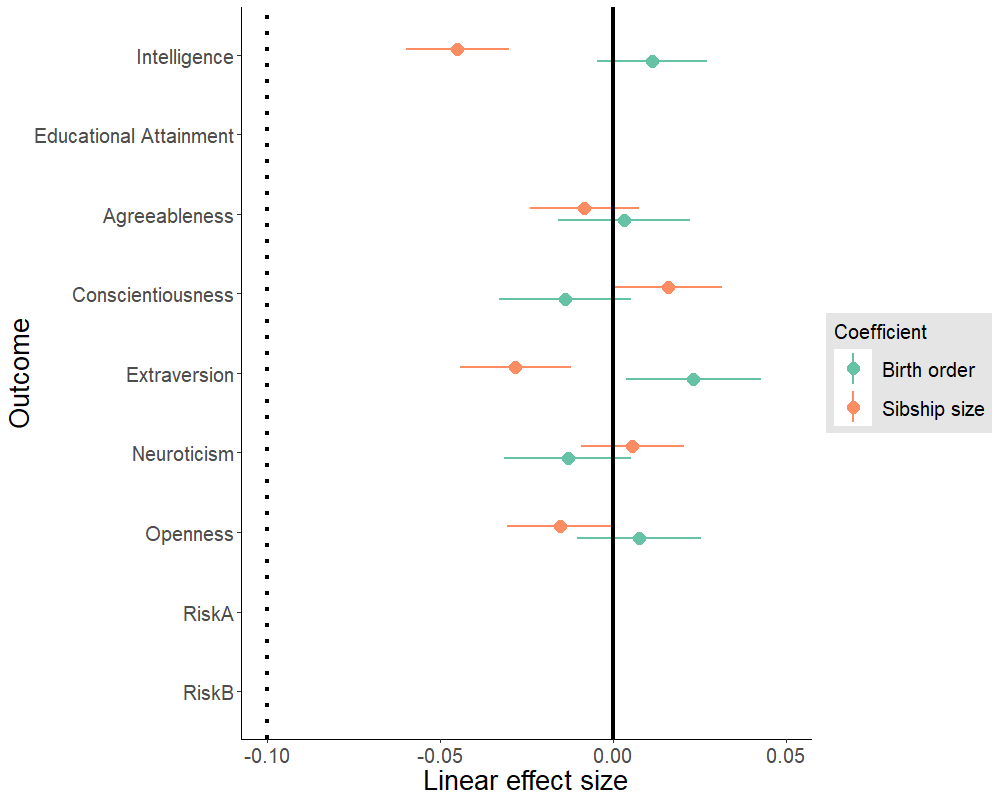 Outcome
Intelligence
Educational Attainment
Agreeableness
Conscientiousness
Extraversion
Neuroticism
Openness
RiskA
RiskB
-0.10 -0.05 0.00 0.05
Linear effect size
Coefficient
Birth order
Sibship size